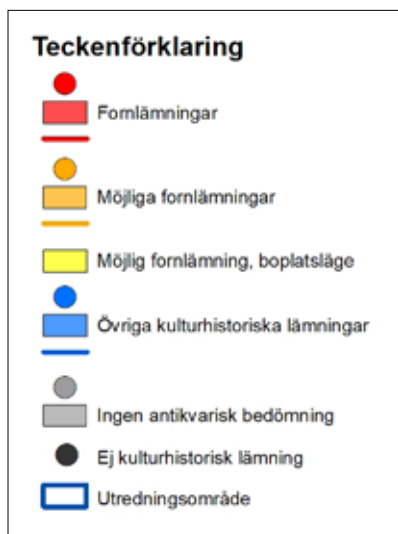 Teckenförklaring
Fornlämningar
Möjliga fornlämningar
Möjlig fornlämning, boplatsläge
Övriga kulturhistoriska lämningar
Ingen antikvarisk bedömning
Ej kulturhistorisk lämning
Utredningsområde